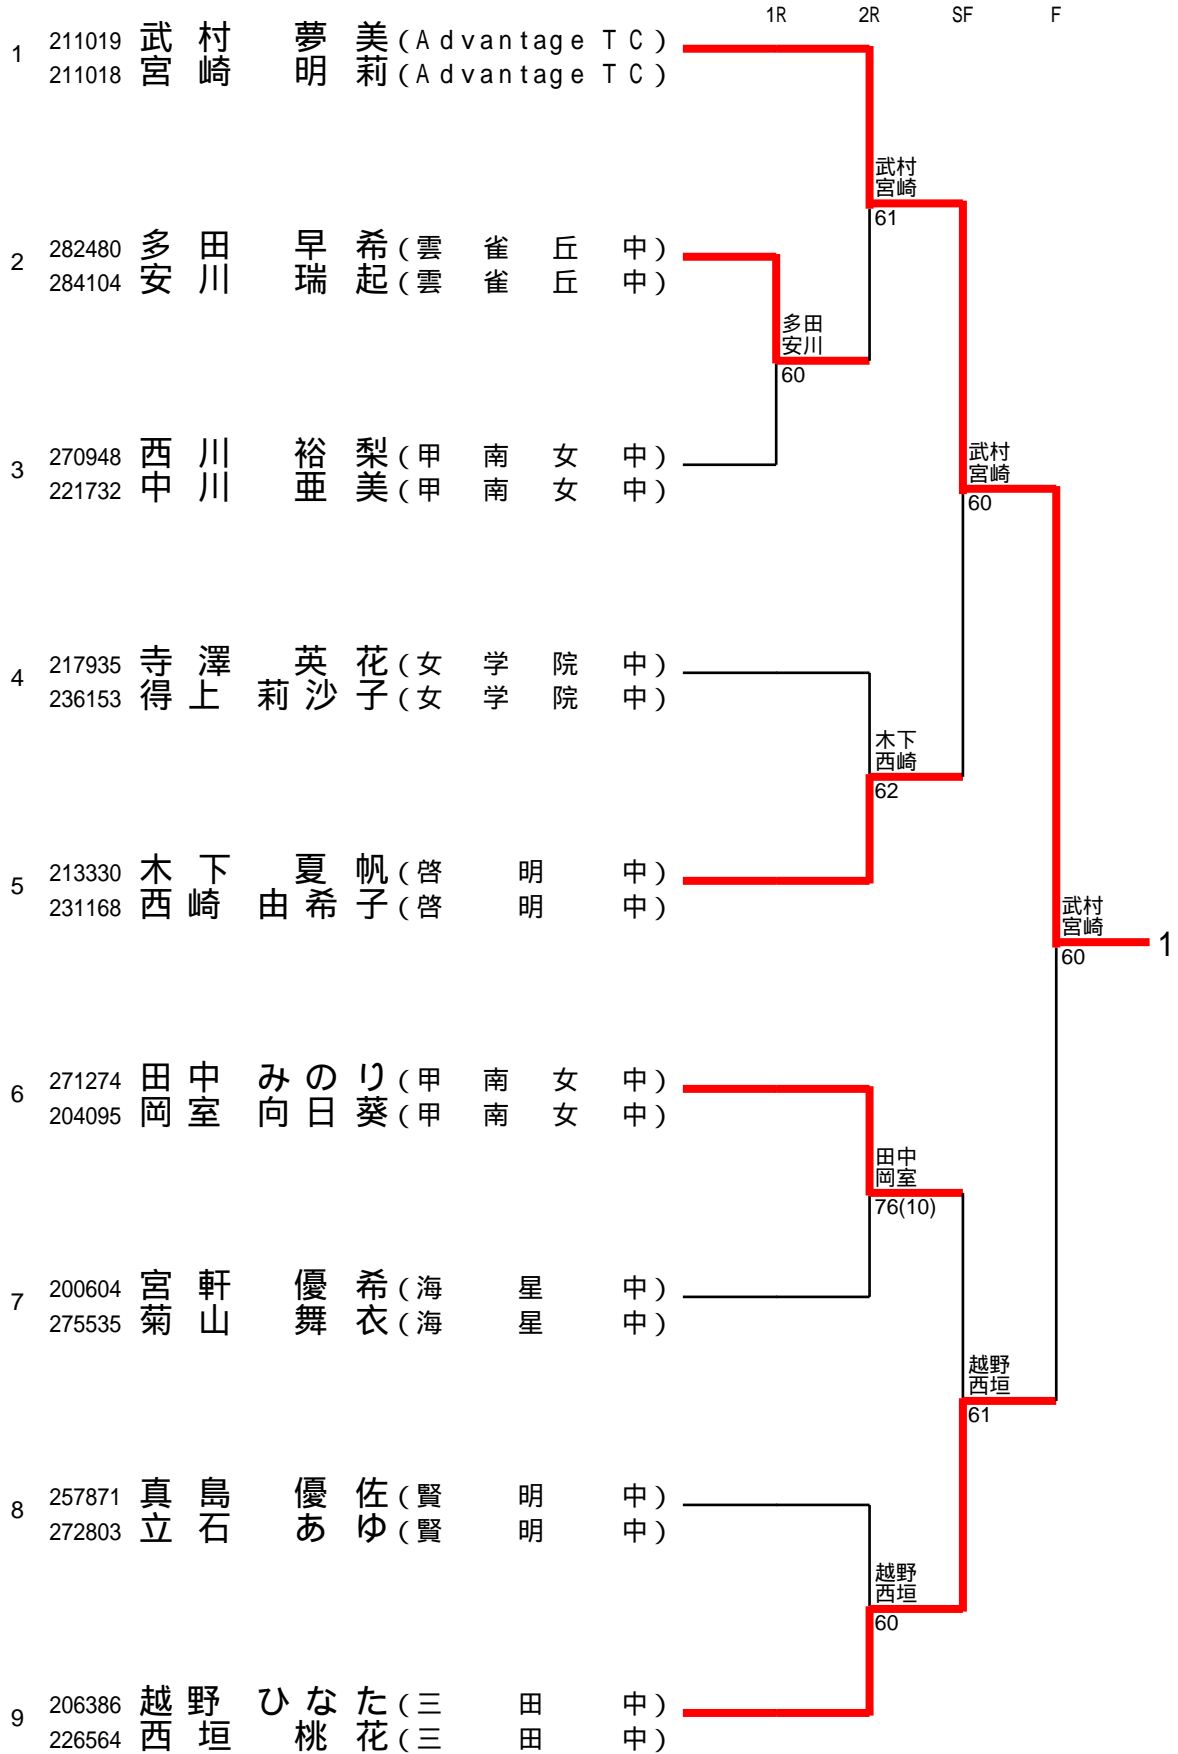 1R 2R SF F
1 211019 武村 夢美(Advantage TC)
211018 宮崎 明莉(Advantage TC)
武村
宮崎
61
2 282480 多田 早希(雲雀丘中)
284104 安川 瑞起(雲雀丘中)
多田
安川
60
3 270948 西川 裕梨(甲南女中)
221732 中川 亜美(甲南女中)
武村
宮崎
60
4 217935 寺澤 英花(女学院中)
236153 得上 莉沙子(女学院中)
木下
西崎
62
5 213330 木下 夏帆(啓明中)
231168 西崎 由希子(啓明中)
武村
宮崎
60
1
6 271274 田中 みのり(甲南女中)
204095 岡室 向日葵(甲南女中)
田中
岡室
76(10)
7 200604 宮軒 優希(海星中)
275535 菊山 舞衣(海星中)
越野
西垣
61
8 257871 真島 優佐(賢明中)
272803 立石 あゆ(賢明中)
越野
西垣
60
9 206386 越野 ひなた(三田中)
226564 西垣 桃花(三田中)